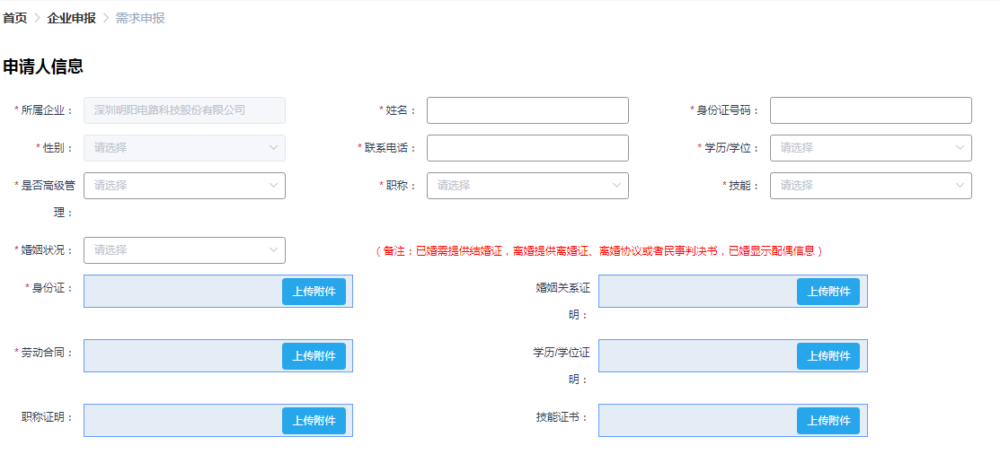 首页 > 企业申报 > 需求申报
申请人信息
* 所属企业： 深圳明阳电路科技股份有限公司 * 姓名： * 身份证号码：
* 性别： 请选择 * 联系电话： * 学历/学位： 请选择
* 是否高级管 请选择 * 职称： 请选择 * 技能： 请选择
理：
* 婚姻状况： 请选择 （备注：已婚需提供结婚证，离婚提供离婚证、离婚协议或者民事判决书，已婚显示配偶信息）
* 身份证： 上传附件 婚姻关系证 上传附件
明：
* 劳动合同： 上传附件 学历/学位证 上传附件
明：
职称证明： 上传附件 技能证书： 上传附件